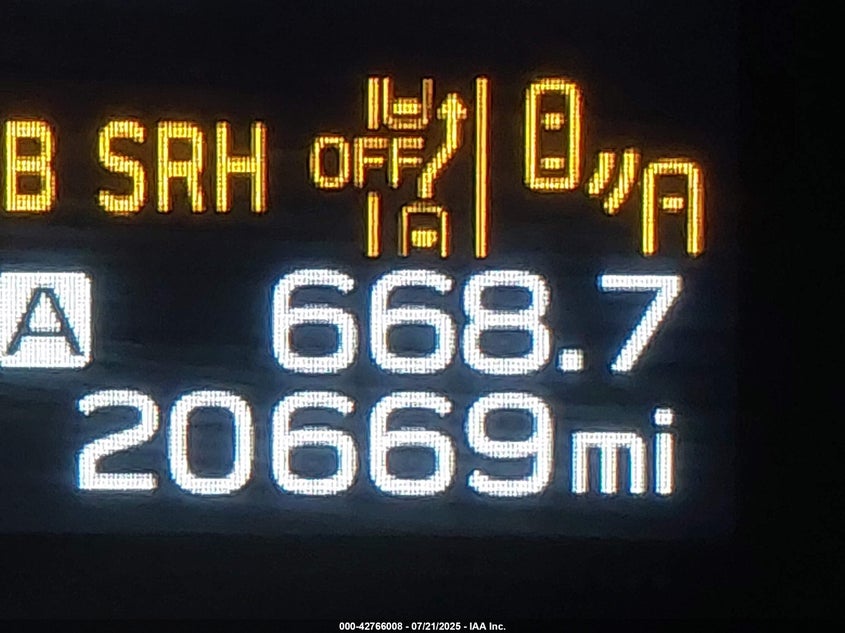 B SRH OFF
A 668.7
20669mi
000-42766008 - 07/21/2025 - IAA Inc.